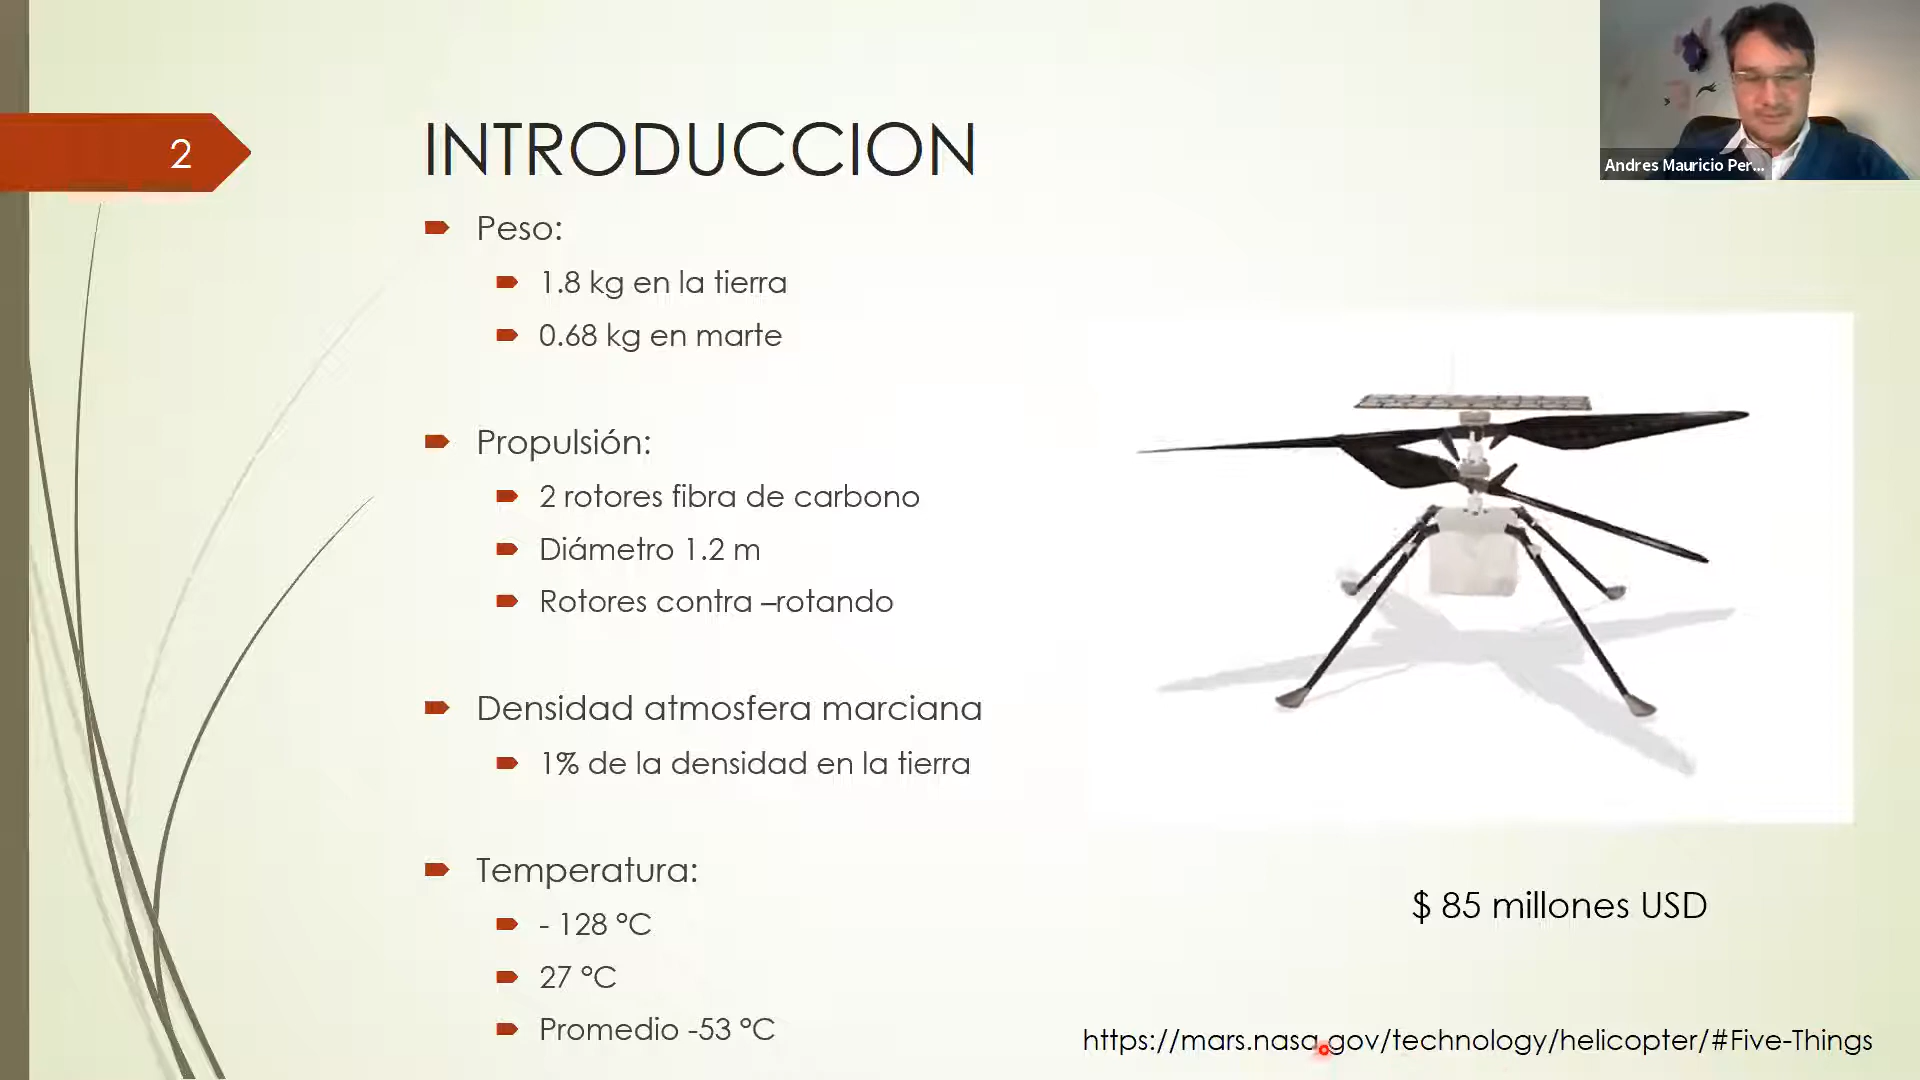 2
INTRODUCCION
Peso:
1.8 kg en la tierra
0.68 kg en marte
Propulsión:
2 rotores fibra de carbono
Diámetro 1.2 m
Rotores contra –rotando
Densidad atmosfera marciana
1% de la densidad en la tierra
Temperatura:
- 128 °C
27 °C
Promedio -53 °C
$ 85 millones USD
https://mars.nasa.gov/technology/helicopter/#Five-Things
Andres Mauricio Per...